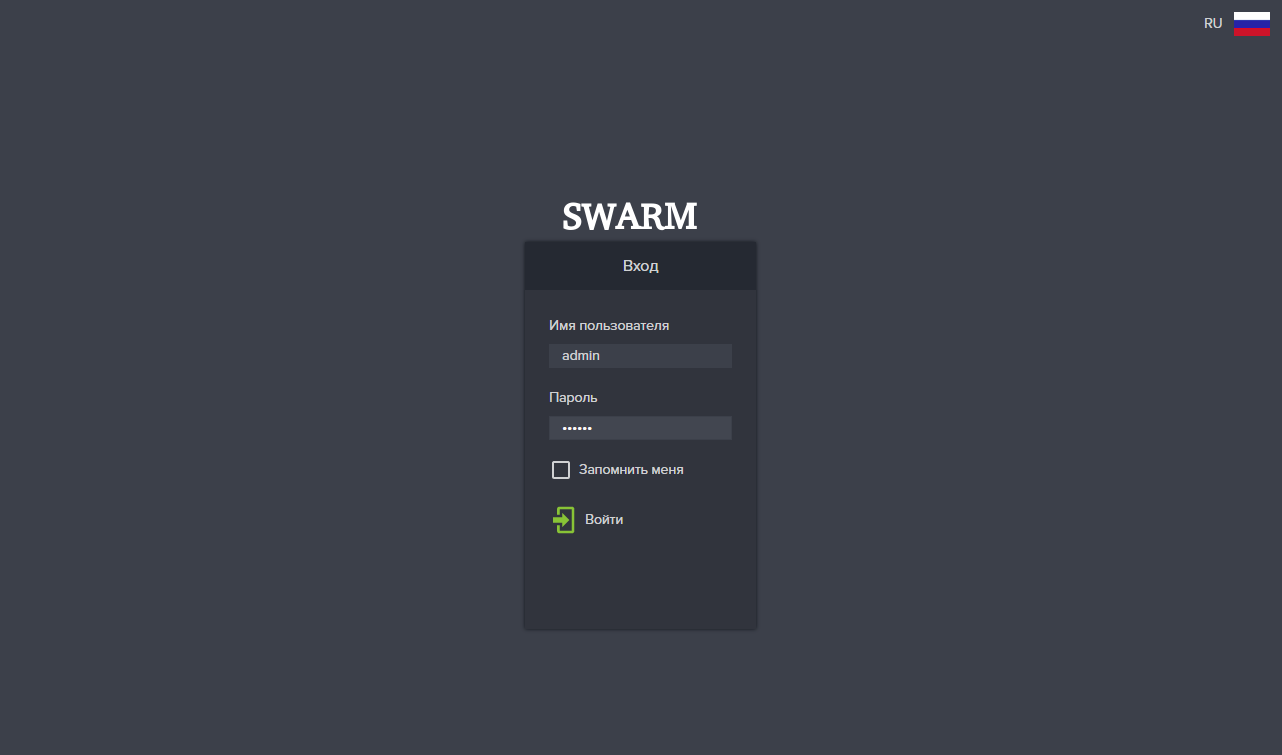 RU
SWARM
Вход
Имя пользователя
admin
Пароль
••••••
Запомнить меня
Войти